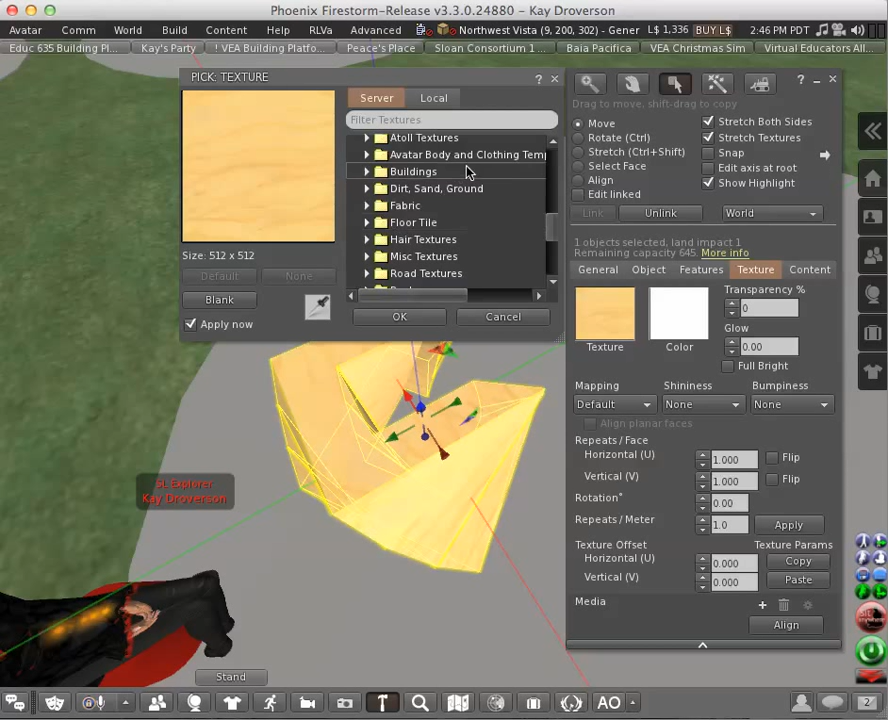 Phoenix Firestorm-Release v3.3.0.24880 - Kay Droverson
Avatar World Build Content Help RLVa Advanced Northwest Vista (9, 200, 302) - Gener L$ 1,336 BUY L$ 2:46 PM PDT
Educ 635 Building Pl... Kay's Party ! VEA Building Platfo... Peace's Place Sloan Consortium 1... Baia Pacifica VEA Christmas Sim Virtual Educators All...
PICK: TEXTURE ? ×
Server Local
Filter Textures
Atoll Textures
Avatar Body and Clothing Temp
Buildings
Dirt, Sand, Ground
Fabric
Floor Tile
Hair Textures
Misc Textures
Road Textures
Size: 512 x 512
Default None
Blank
Apply now
OK Cancel
? _ ×
Drag to move, shift-drag to copy
Move
Rotate (Ctrl)
Stretch (Ctrl+Shift)
Select Face
Align
Edit linked
Stretch Both Sides
Stretch Textures
Snap
Edit axis at root
Show Highlight
Link Unlink World
1 objects selected, land impact 1
Remaining capacity 645. More info
General Object Features Texture Content
Texture Color
Transparency %
0
Glow
0.00
Full Bright
Mapping Shininess Bumpiness
Default None None
Align planar faces
Repeats / Face
Horizontal (U) 1.000 Flip
Vertical (V) 1.000 Flip
Rotation° 0.00
Repeats / Meter 1.0 Apply
Texture Offset Texture Params
Horizontal (U) 0.000 Copy
Vertical (V) 0.000 Paste
Media
Align
SL Explorer
Kay Droverson
Stand
AO
2